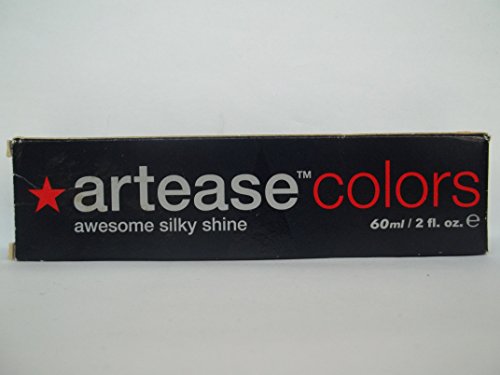 artease™ colors
awesome silky shine
60ml / 2 fl. oz. ℮